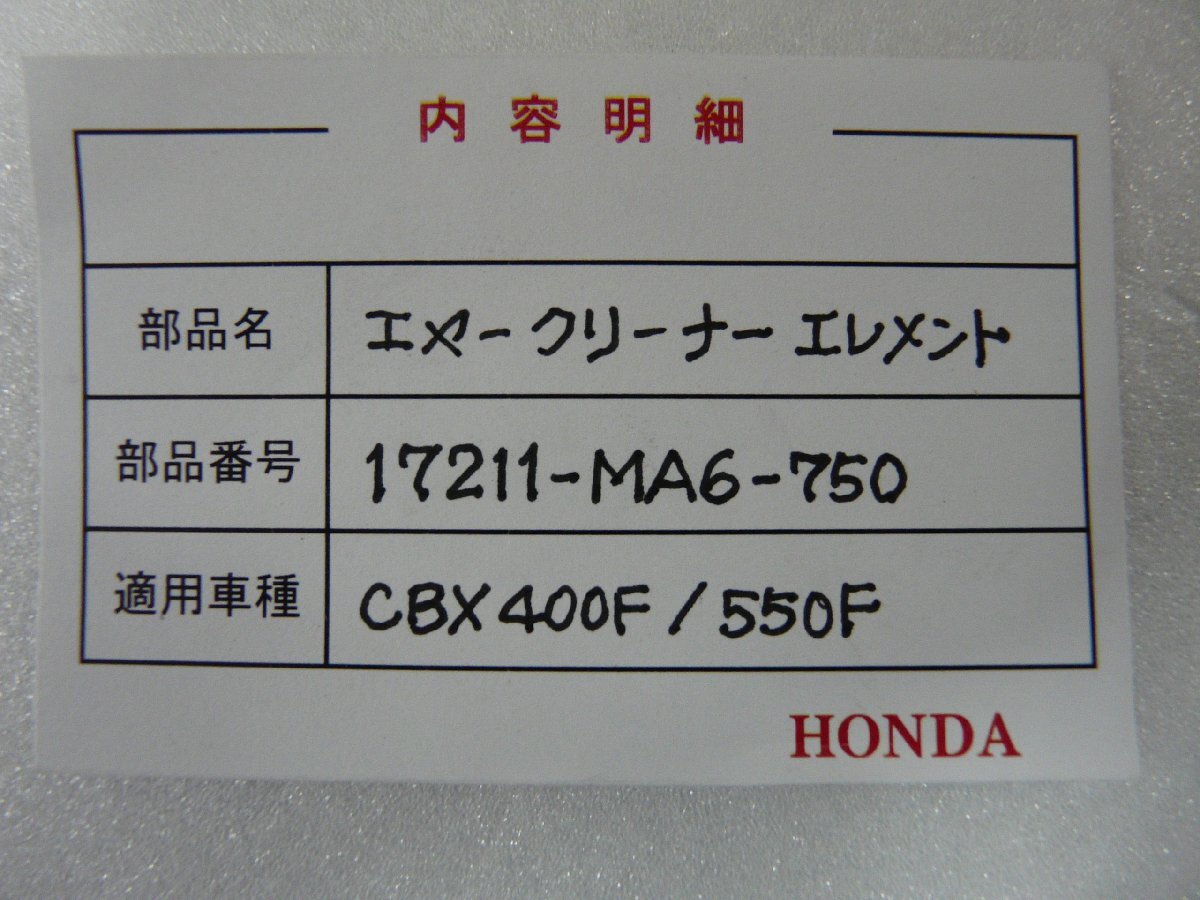 内容明細
部品名 エヤークリーナーエレメント
部品番号 17211-MA6-750
適用車種 CBX400F/550F
HONDA